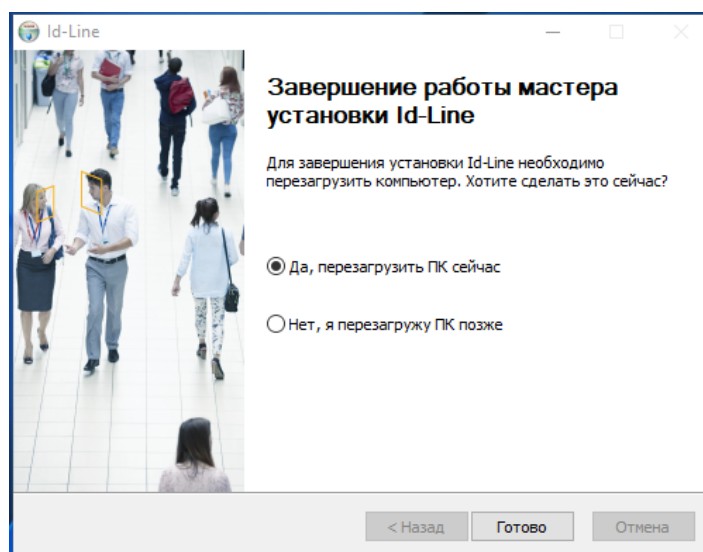 Id-Line
Завершение работы мастера
установки Id-Line
Для завершения установки Id-Line необходимо
перезагрузить компьютер. Хотите сделать это сейчас?
Да, перезагрузить ПК сейчас
Нет, я перезагружу ПК позже
< Назад Готово Отмена